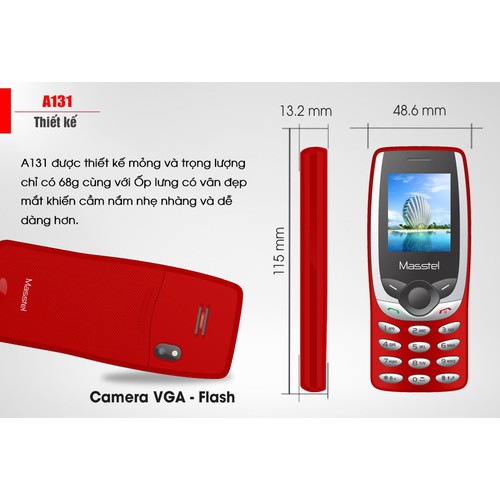 A131
Thiết kế
A131 được thiết kế mỏng và trọng lượng
chỉ có 68g cùng với Ốp lưng có vân đẹp
mắt khiến cầm nắm nhẹ nhàng và dễ
dàng hơn.
13.2 mm
48.6 mm
115 mm
Masstel
Masstel
Camera VGA - Flash